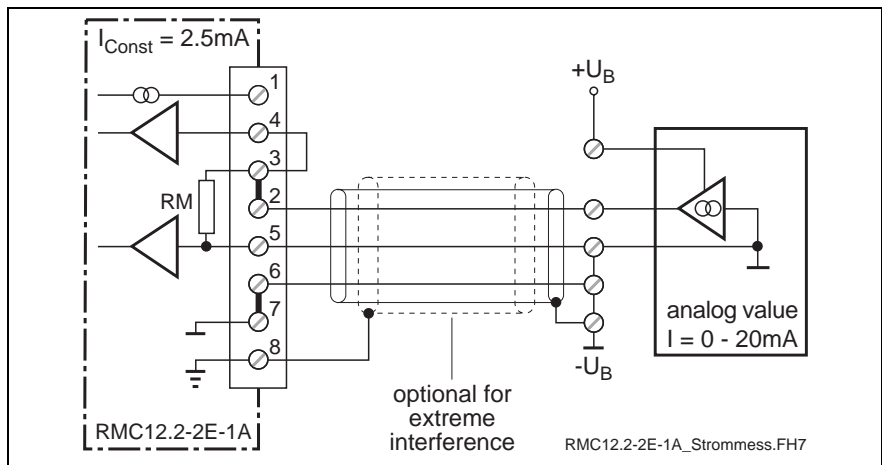 I_Const = 2.5mA
1
4
3
2
5
6
7
8
RM
RMC12.2-2E-1A
optional for
extreme
interference
+U_B
-U_B
analog value
I = 0 - 20mA
RMC12.2-2E-1A_Strommess.FH7